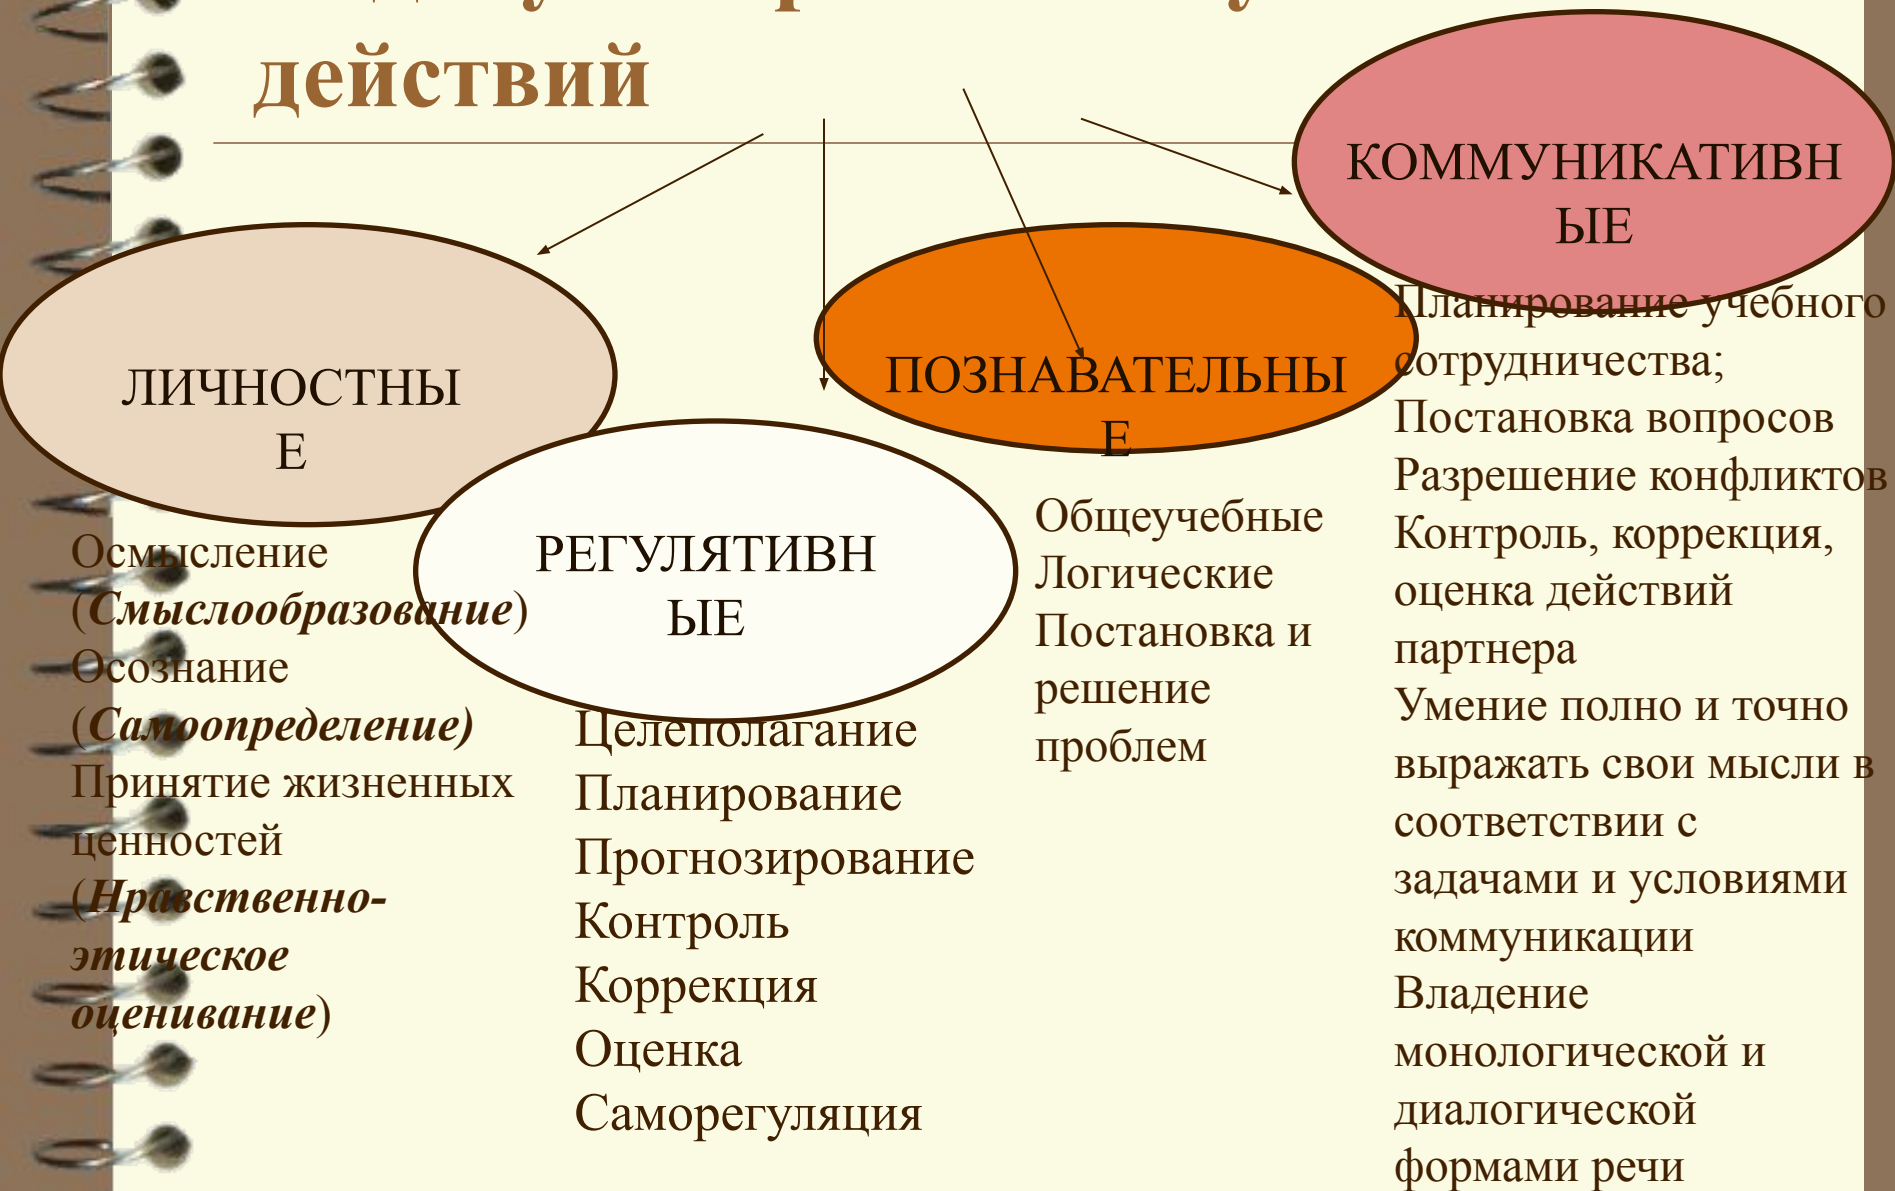 действий
КОММУНИКАТИВН
ЫЕ
ЛИЧНОСТНЫ
Е
ПОЗНАВАТЕЛЬНЫ
Е
РЕГУЛЯТИВН
ЫЕ
Осмысление
(Смыслообразование)
Осознание
(Самоопределение)
Принятие жизненных
ценностей
(Нравственно-
этическое
оценивание)
Целеполагание
Планирование
Прогнозирование
Контроль
Коррекция
Оценка
Саморегуляция
Общеучебные
Логические
Постановка и
решение
проблем
Планирование учебного
сотрудничества;
Постановка вопросов
Разрешение конфликтов
Контроль, коррекция,
оценка действий
партнера
Умение полно и точно
выражать свои мысли в
соответствии с
задачами и условиями
коммуникации
Владение
монологической и
диалогической
формами речи